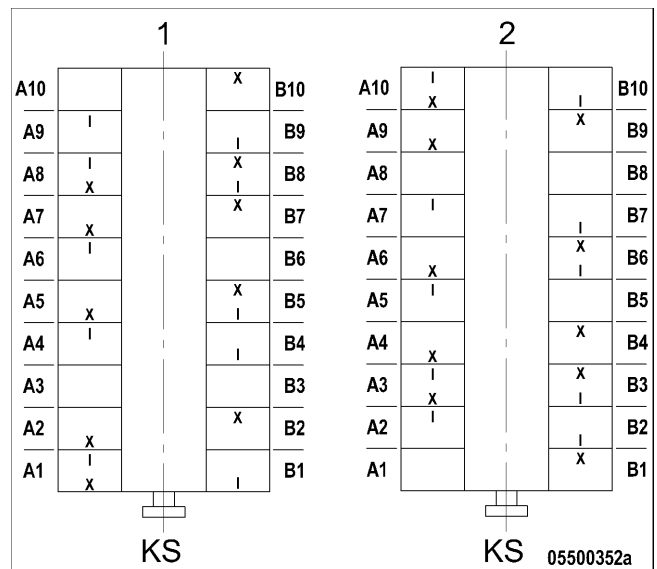 1
A10 X B10
A9 I I B9
A8 I X X I B8
A7 X X B7
A6 I B6
A5 X X I B5
A4 I I B4
A3 B3
A2 X X B2
A1 I X I B1
KS
2
A10 I X I B10
A9 X X B9
A8 B8
A7 I I B7
A6 X X I B6
A5 I B5
A4 X X B4
A3 I X X I B3
A2 I I B2
A1 X B1
KS
05500352a